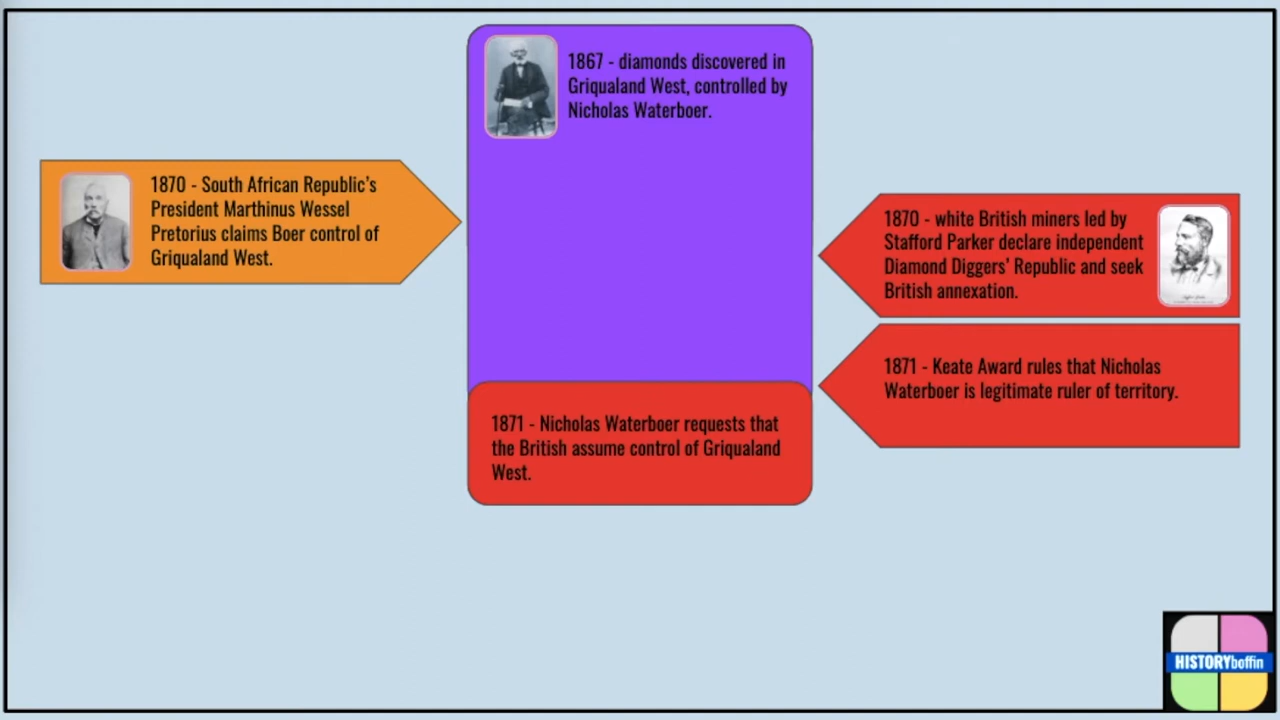 1867 - diamonds discovered in
Griqualand West, controlled by
Nicholas Waterboer.
1870 - South African Republic's
President Marthinus Wessel
Pretorius claims Boer control of
Griqualand West.
1870 - white British miners led by
Stafford Parker declare independent
Diamond Diggers' Republic and seek
British annexation.
1871 - Keate Award rules that Nicholas
Waterboer is legitimate ruler of territory.
1871 - Nicholas Waterboer requests that
the British assume control of Griqualand
West.
HISTORYboffin